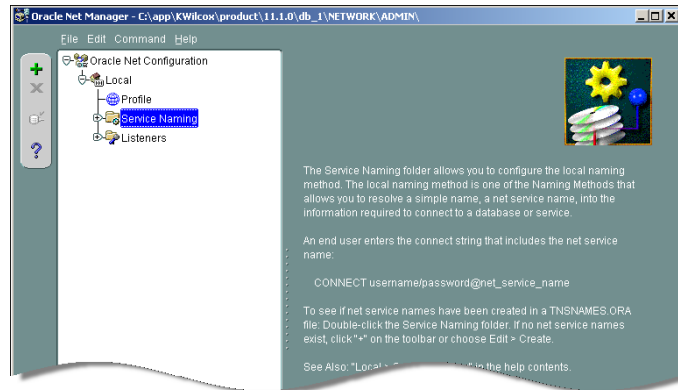 Oracle Net Manager - C:\app\KWilcox\product\11.1.0\db_1\NETWORK\ADMIN\
File Edit Command Help
Oracle Net Configuration
Local
Profile
Service Naming
Listeners
The Service Naming folder allows you to configure the local naming
method. The local naming method is one of the Naming Methods that
allows you to resolve a simple name, a net service name, into the
information required to connect to a database or service.
An end user enters the connect string that includes the net service
name:
CONNECT username/password@net_service_name
To see if net service names have been created in a TNSNAMES.ORA
file: Double-click the Service Naming folder. If no net service names
exist, click "+" on the toolbar or choose Edit > Create.
See Also: "Local > in the help contents.